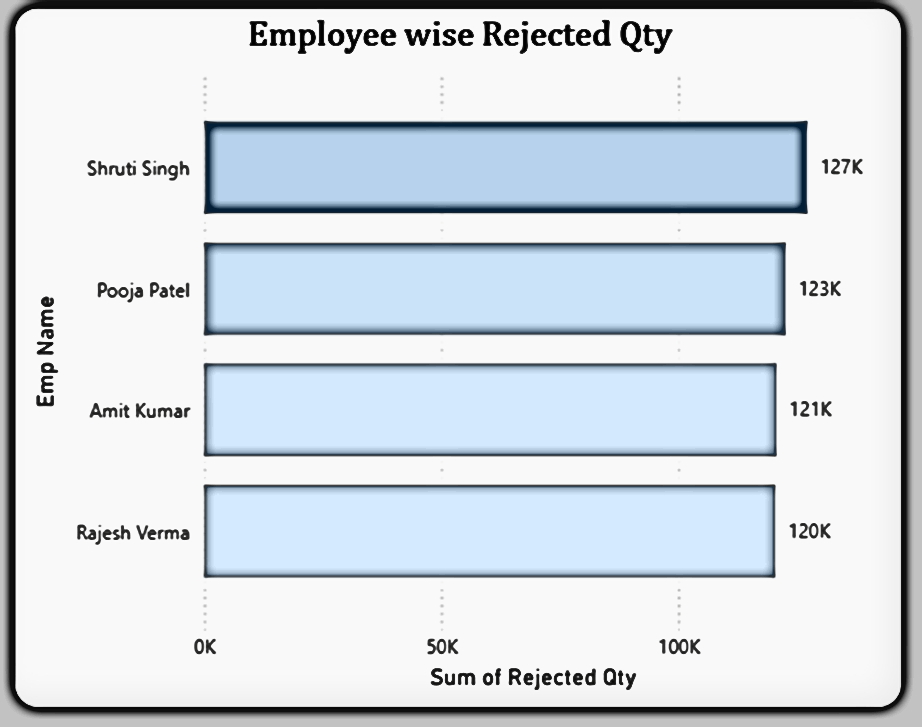 Employee wise Rejected Qty
Shruti Singh 127K
Pooja Patel 123K
Amit Kumar 121K
Rajesh Verma 120K
Emp Name
0K 50K 100K
Sum of Rejected Qty